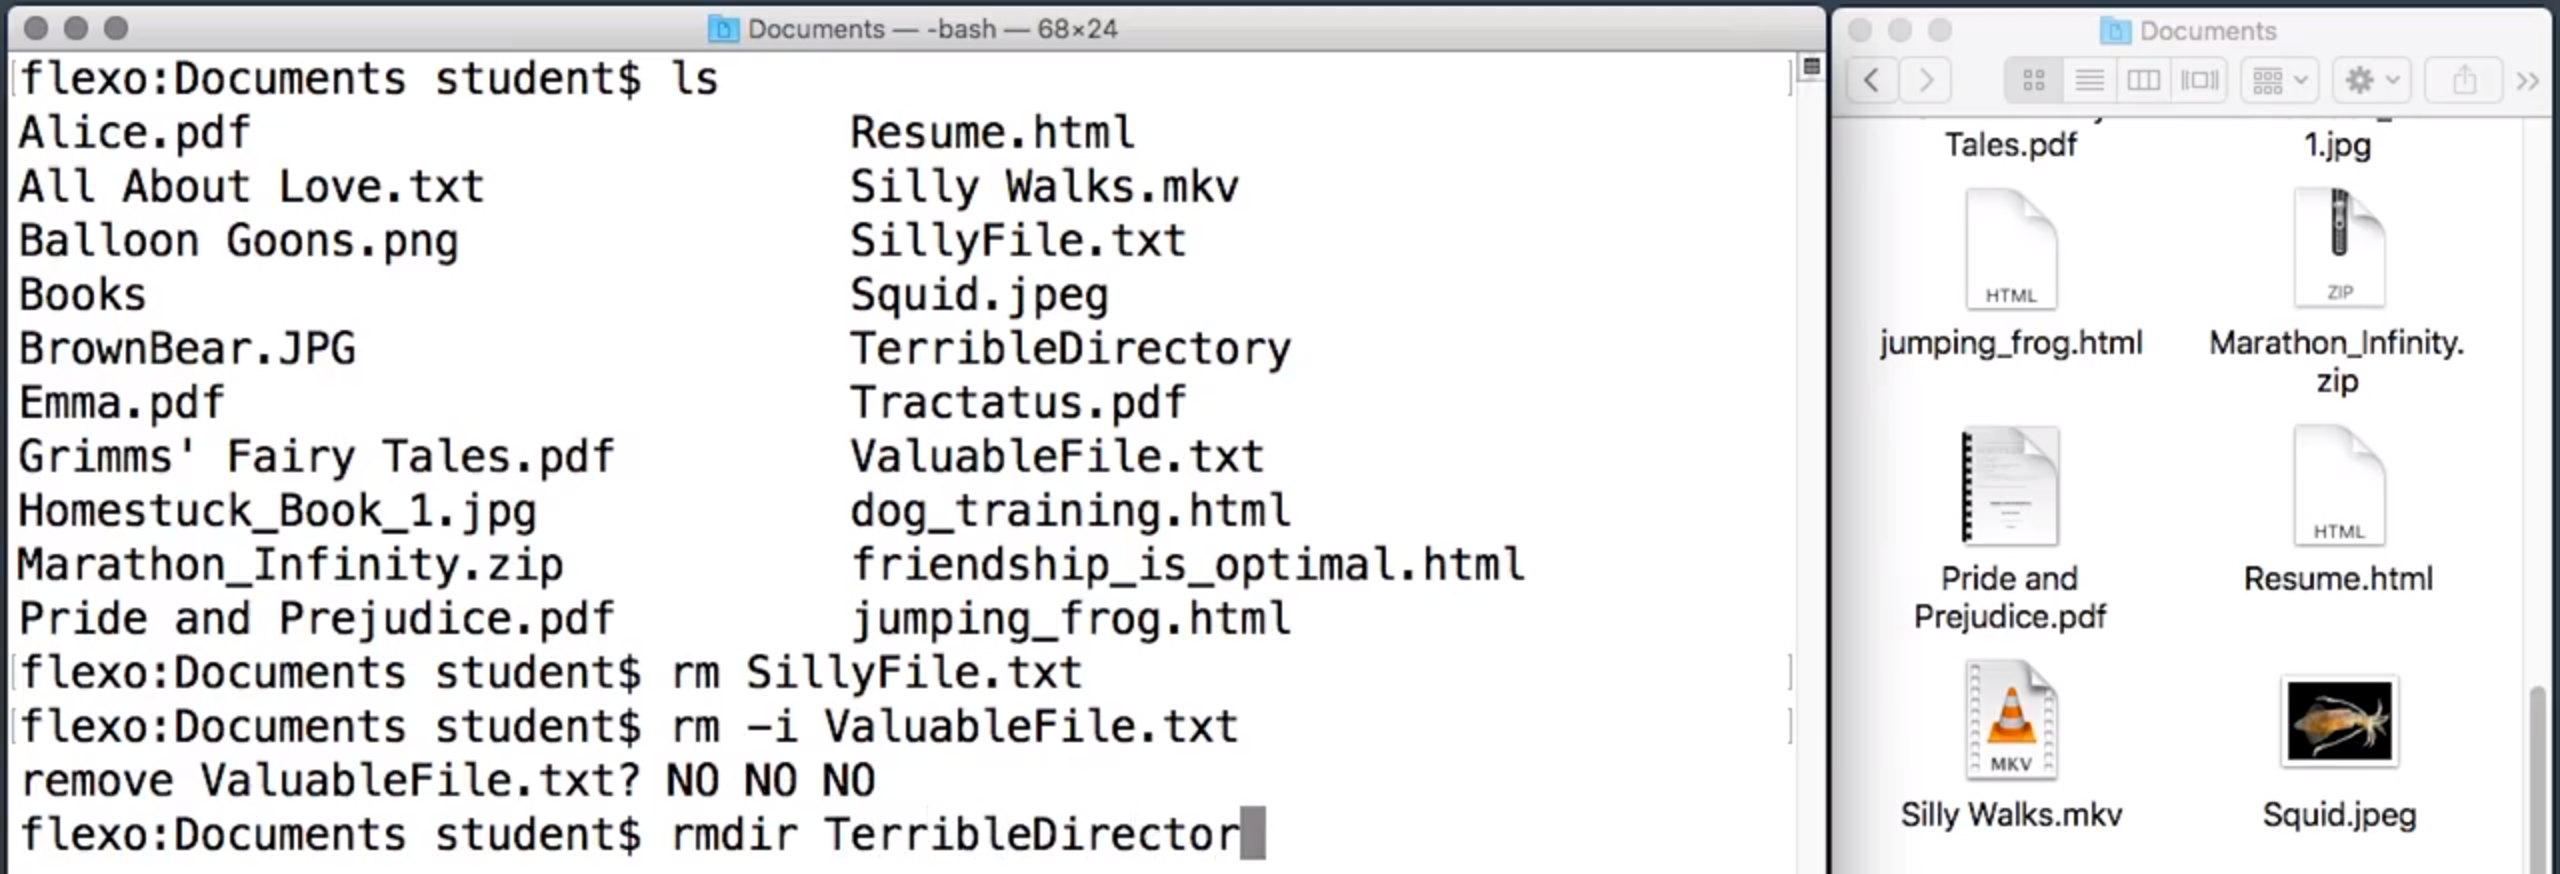 Documents — -bash — 68×24
flexo:Documents student$ ls
Alice.pdf Resume.html
All About Love.txt Silly Walks.mkv
Balloon Goons.png SillyFile.txt
Books Squid.jpeg
BrownBear.JPG TerribleDirectory
Emma.pdf Tractatus.pdf
Grimms' Fairy Tales.pdf ValuableFile.txt
Homestuck_Book_1.jpg dog_training.html
Marathon_Infinity.zip friendship_is_optimal.html
Pride and Prejudice.pdf jumping_frog.html
flexo:Documents student$ rm SillyFile.txt
flexo:Documents student$ rm -i ValuableFile.txt
remove ValuableFile.txt? NO NO NO
flexo:Documents student$ rmdir TerribleDirector
Documents
Tales.pdf
1.jpg
HTML
jumping_frog.html
ZIP
Marathon_Infinity.
zip
Pride and
Prejudice.pdf
HTML
Resume.html
MKV
Silly Walks.mkv
Squid.jpeg